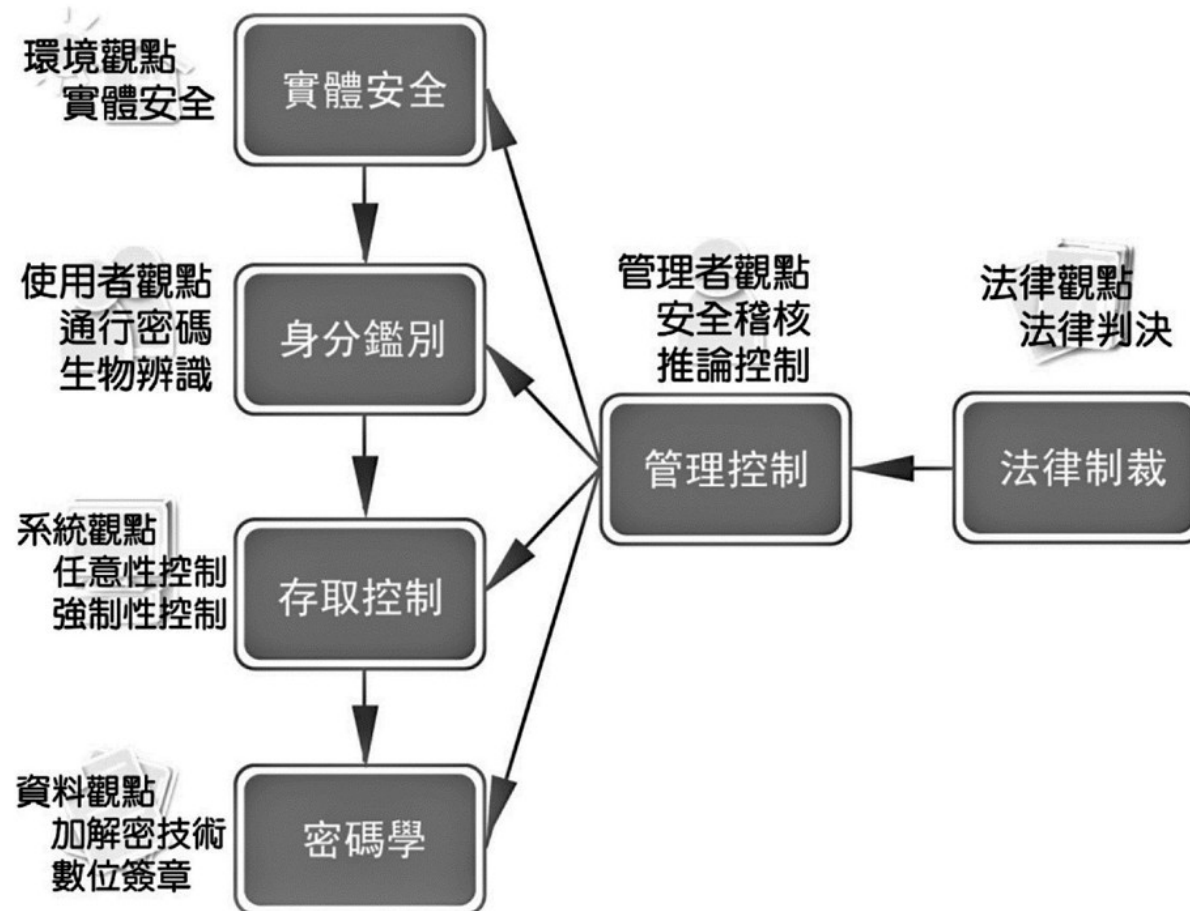 環境觀點
實體安全
實體安全
使用者觀點
通行密碼
生物辨識
身分鑑別
管理者觀點
安全稽核
推論控制
法律觀點
法律判決
管理控制
法律制裁
系統觀點
任意性控制
強制性控制
存取控制
資料觀點
加解密技術
數位簽章
密碼學